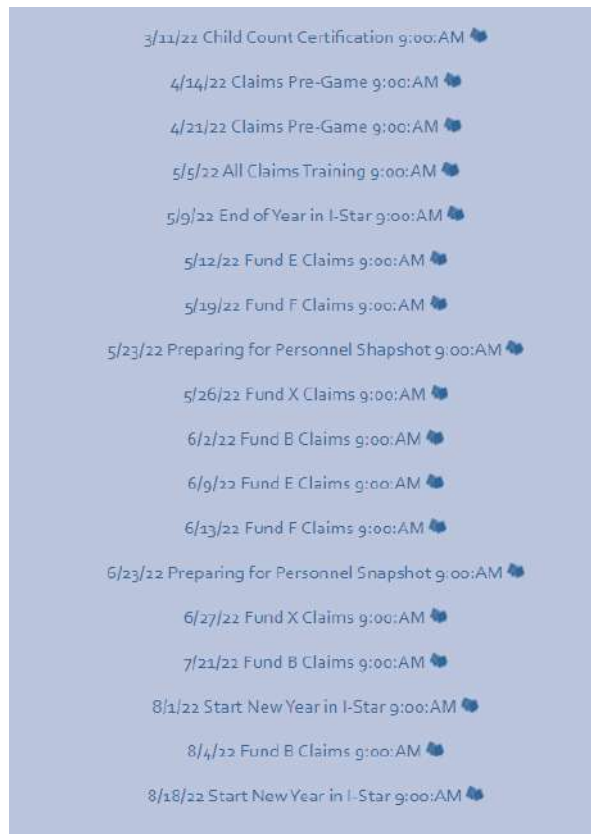 3/11/22 Child Count Certification 9:00:AM
4/14/22 Claims Pre-Game 9:00:AM
4/21/22 Claims Pre-Game 9:00:AM
5/5/22 All Claims Training 9:00:AM
5/9/22 End of Year in I-Star 9:00:AM
5/12/22 Fund E Claims 9:00:AM
5/19/22 Fund F Claims 9:00:AM
5/23/22 Preparing for Personnel Shapshot 9:00:AM
5/26/22 Fund X Claims 9:00:AM
6/2/22 Fund B Claims 9:00:AM
6/9/22 Fund E Claims 9:00:AM
6/13/22 Fund F Claims 9:00:AM
6/23/22 Preparing for Personnel Snapshot 9:00:AM
6/27/22 Fund X Claims 9:00:AM
7/21/22 Fund B Claims 9:00:AM
8/1/22 Start New Year in I-Star 9:00:AM
8/4/22 Fund B Claims 9:00:AM
8/18/22 Start New Year in I-Star 9:00:AM